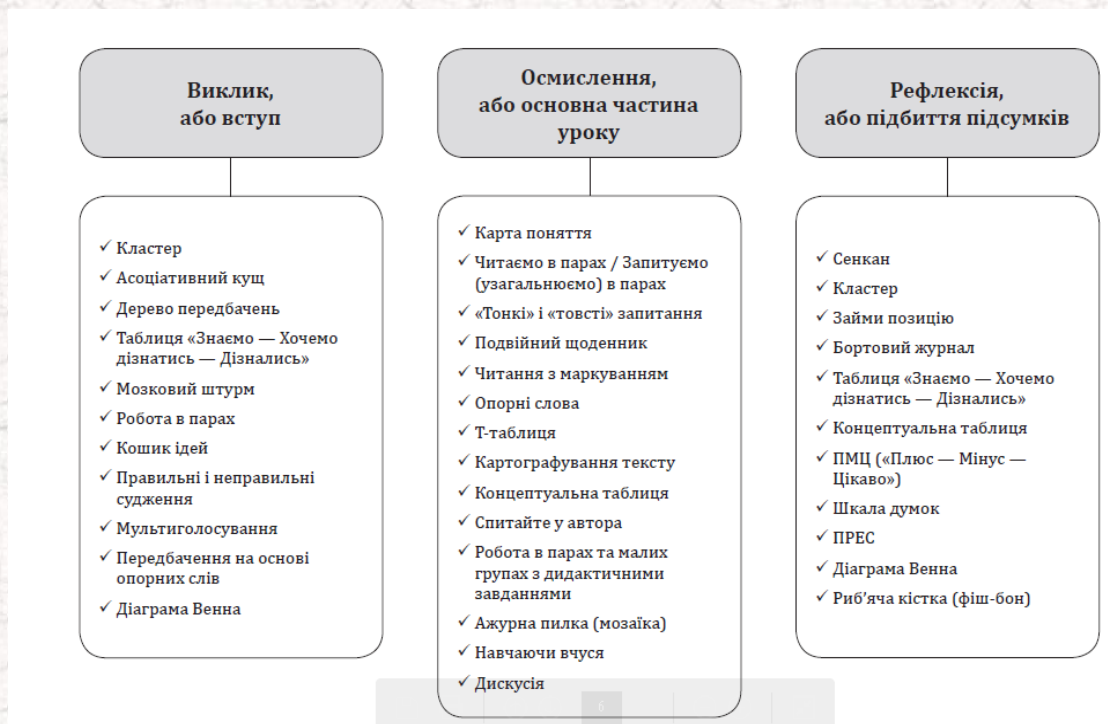 Виклик,
або вступ
✓ Кластер
✓ Асоціативний кущ
✓ Дерево передбачень
✓ Таблиця «Знаємо — Хочемо
дізнатись — Дізнались»
✓ Мозковий штурм
✓ Робота в парах
✓ Кошик ідей
✓ Правильні і неправильні
судження
✓ Мультиголосування
✓ Передбачення на основі
опорних слів
✓ Діаграма Венна
Осмислення,
або основна частина
уроку
✓ Карта поняття
✓ Читаємо в парах / Запитуємо
(узагальнюємо) в парах
✓ «Тонкі» і «товсті» запитання
✓ Подвійний щоденник
✓ Читання з маркуванням
✓ Опорні слова
✓ Т-таблиця
✓ Картографування тексту
✓ Концептуальна таблиця
✓ Спитайте у автора
✓ Робота в парах та малих
групах з дидактичними
завданнями
✓ Ажурна пилка (мозаїка)
✓ Навчаючи вчуся
✓ Дискусія
6
Рефлексія,
або підбиття підсумків
✓ Сенкан
✓ Кластер
✓ Займи позицію
✓ Бортовий журнал
✓ Таблиця «Знаємо — Хочемо
дізнатись — Дізнались»
✓ Концептуальна таблиця
✓ ПМЦ («Плюс — Мінус —
Цікаво»)
✓ Шкала думок
✓ ПРЕС
✓ Діаграма Венна
✓ Риб’яча кістка (фіш-бон)